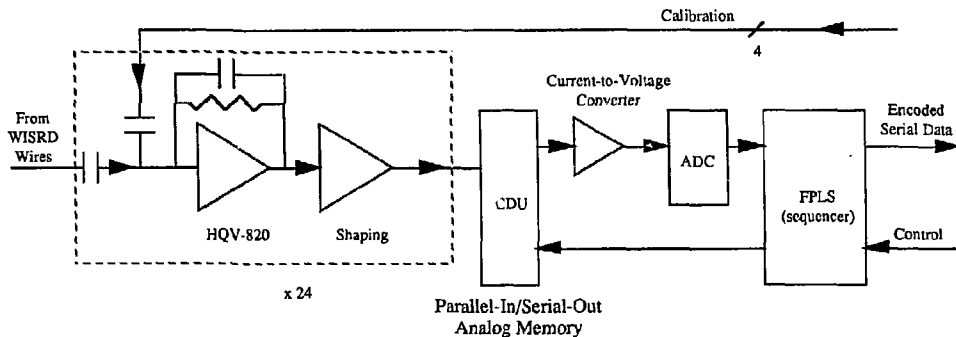 Calibration
4
Current-to-Voltage
Converter
From
WISRD
Wires
Encoded
Serial Data
ADC
CDU
FPLS
(sequencer)
HQV-820
Shaping
Control
x 24
Parallel-In/Serial-Out
Analog Memory